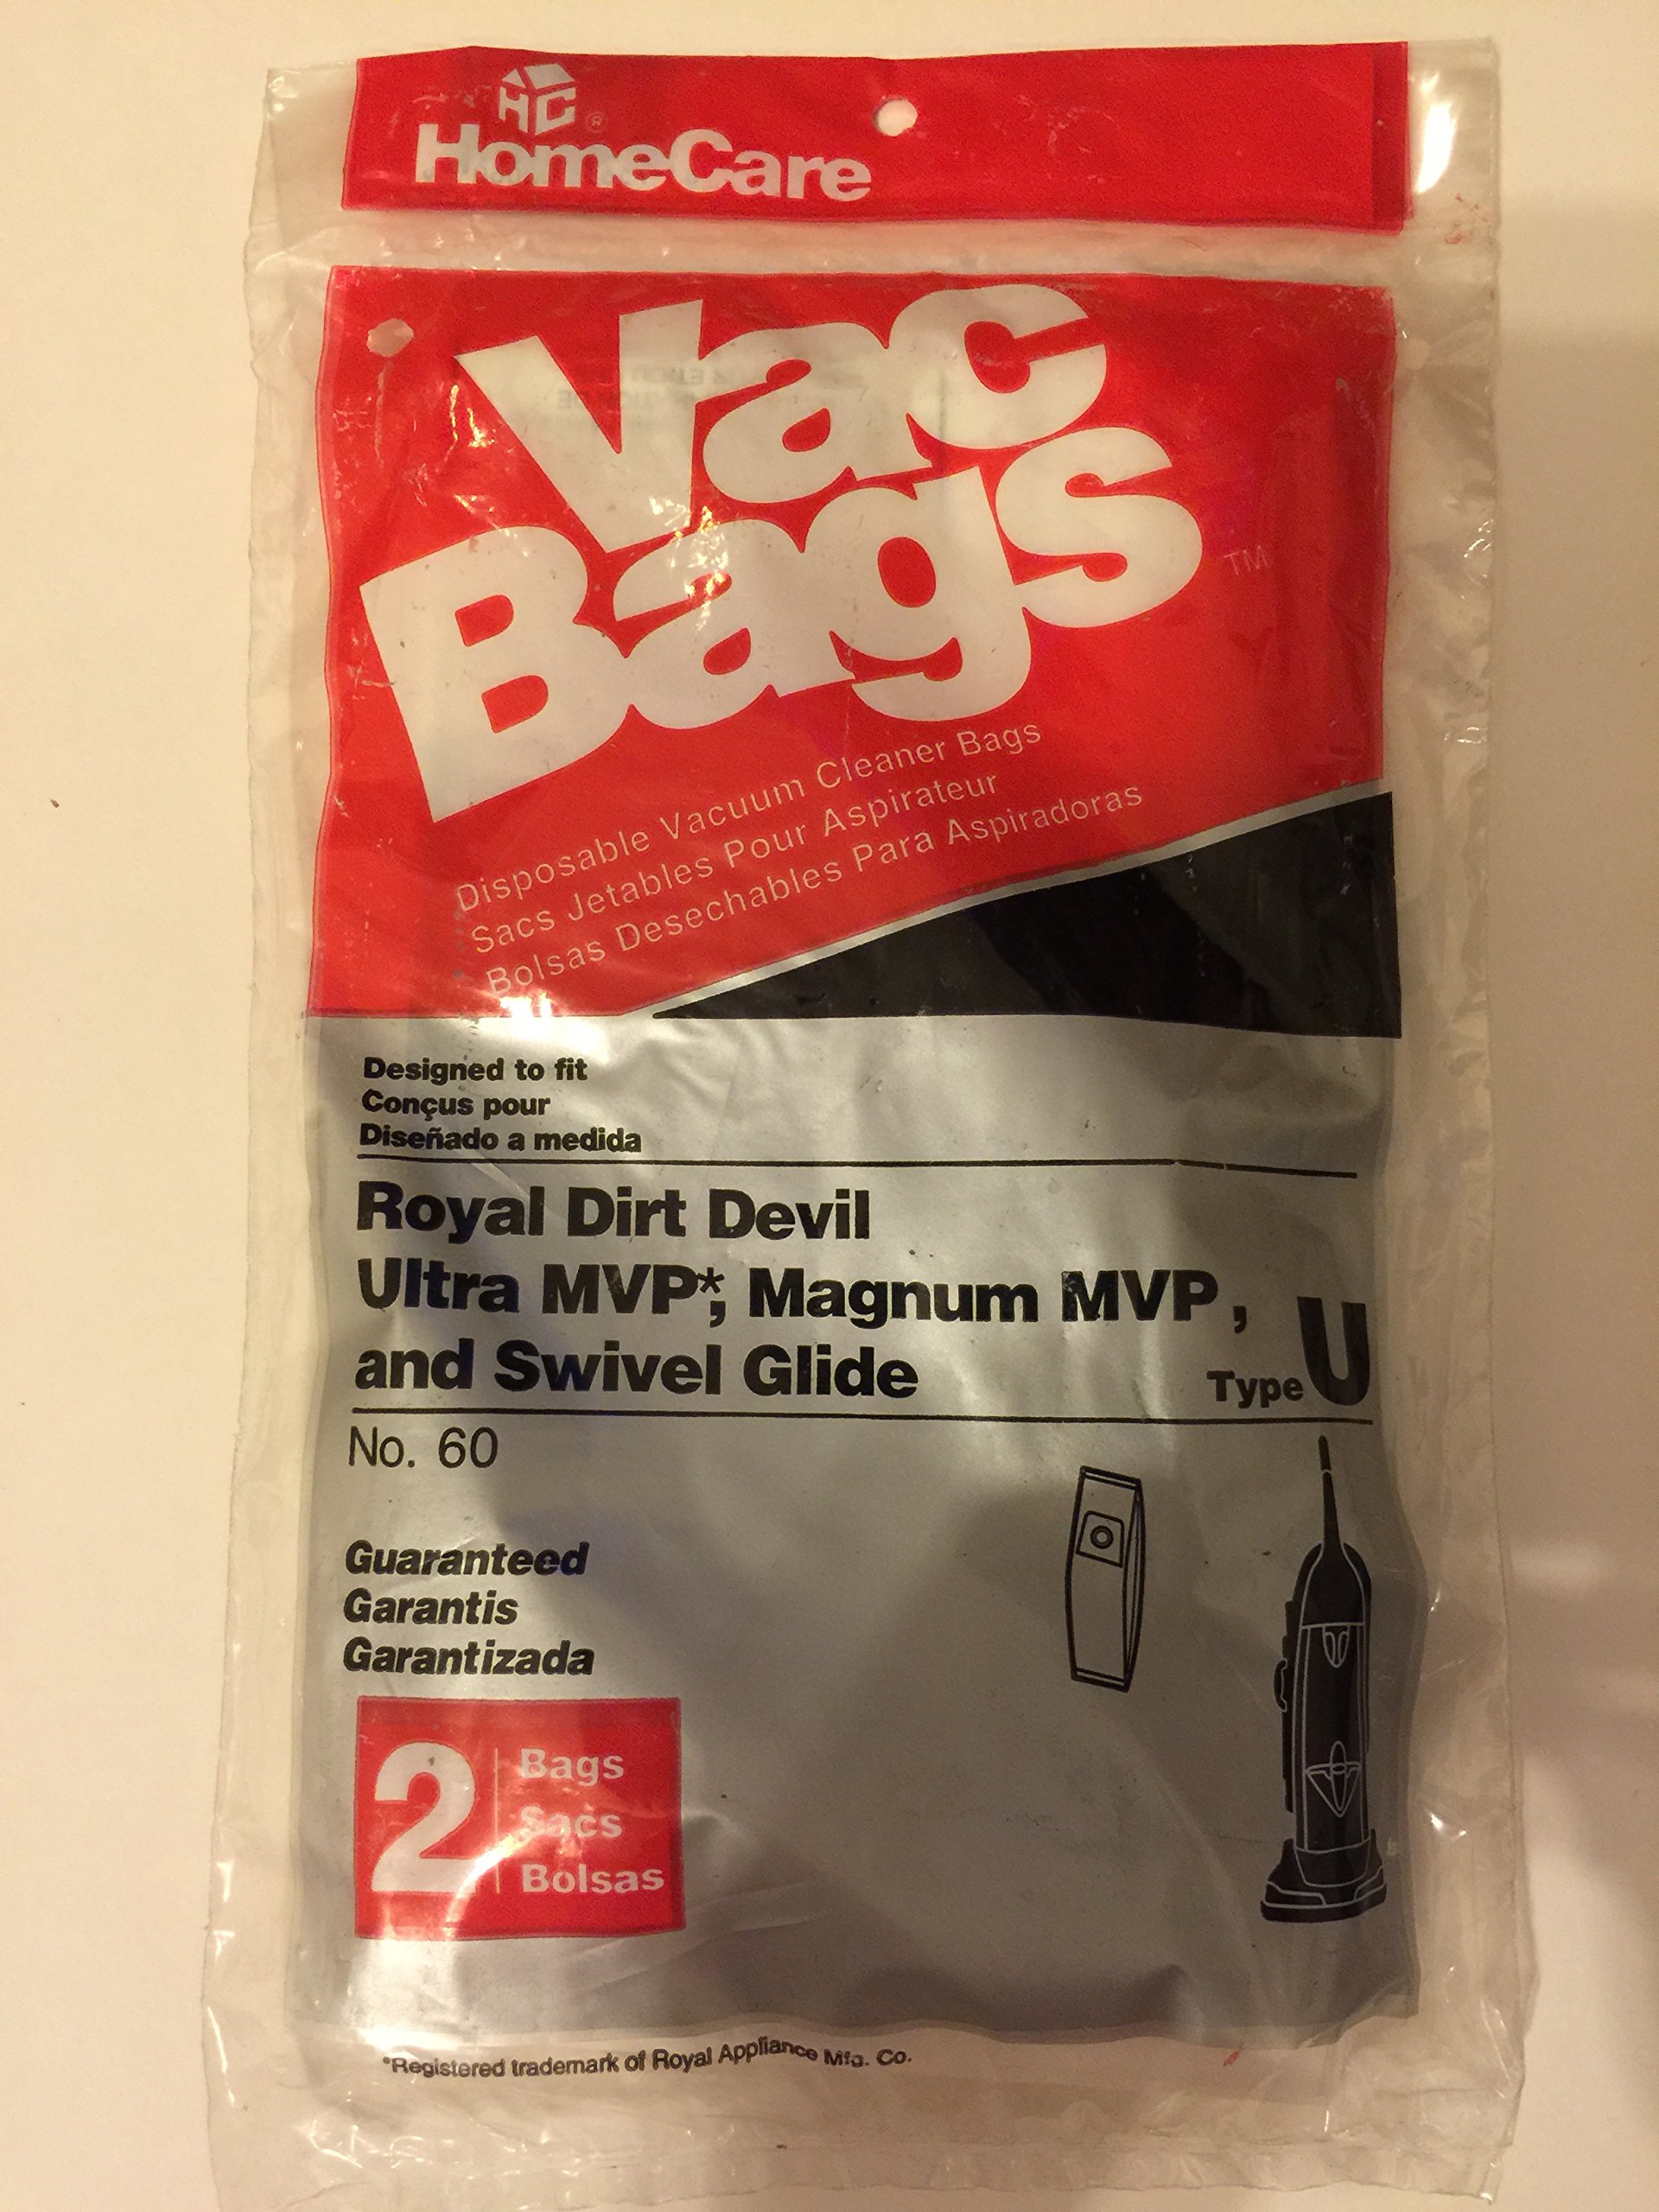 HC®
HomeCare
Vac
Bags™
Disposable Vacuum Cleaner Bags
Sacs Jetables Pour Aspirateur
Bolsas Desechables Para Aspiradoras
Designed to fit
Conçus pour
Diseñado a medida
Royal Dirt Devil
Ultra MVP*, Magnum MVP,
and Swivel Glide
Type U
No. 60
Guaranteed
Garantis
Garantizada
2
Bags
Sacs
Bolsas
*Registered trademark of Royal Appliance Mfg. Co.